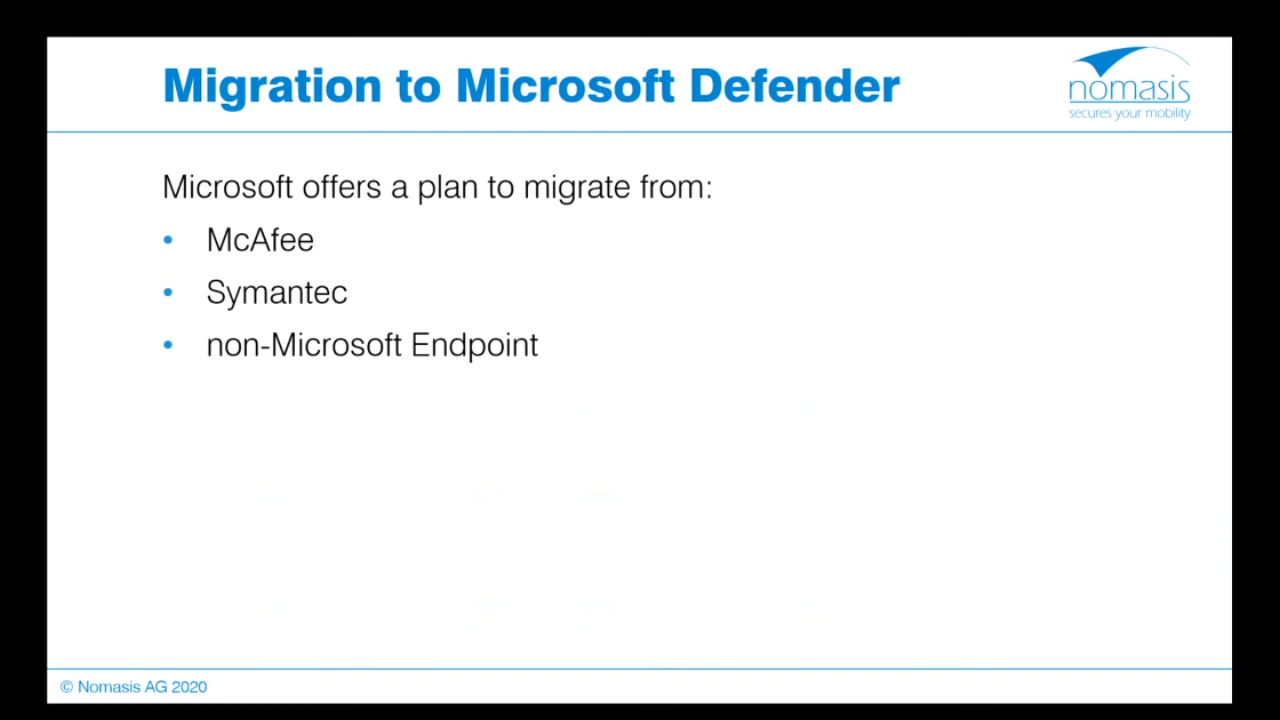 Migration to Microsoft Defender
nomasis
secures your mobility
Microsoft offers a plan to migrate from:
• McAfee
• Symantec
• non-Microsoft Endpoint
© Nomasis AG 2020